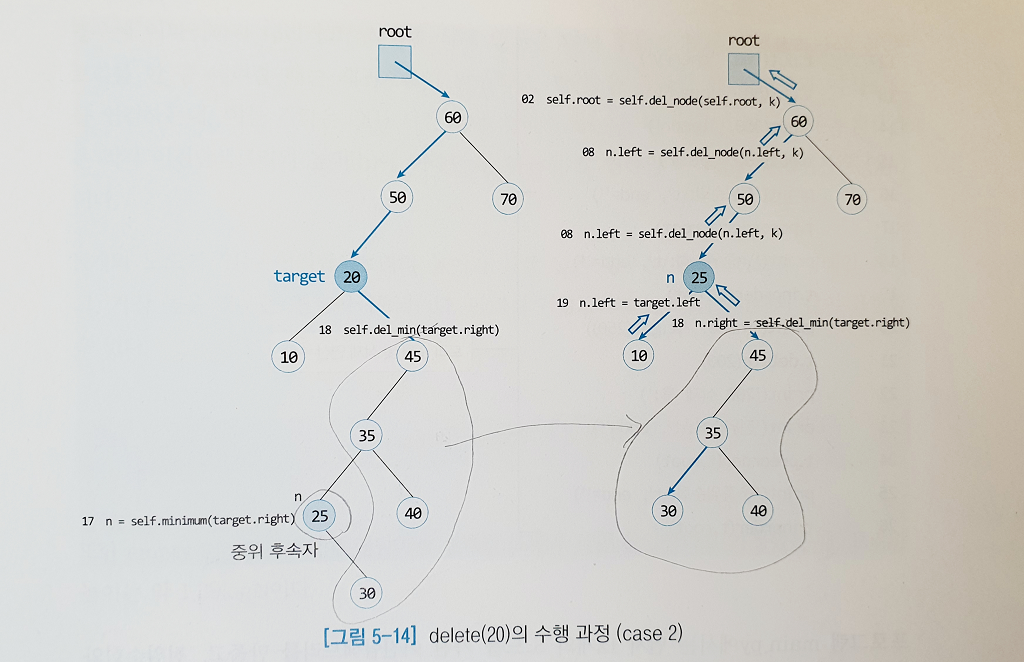 root
60
50
70
target
20
18 self.del_min(target.right)
10
45
35
n
25
40
17 n = self.minimum(target.right)
중위 후속자
30
root
02 self.root = self.del_node(self.root, k)
60
08 n.left = self.del_node(n.left, k)
50
70
08 n.left = self.del_node(n.left, k)
n
25
19 n.left = target.left
18 n.right = self.del_min(target.right)
10
45
35
30
40
[그림 5-14] delete(20)의 수행 과정 (case 2)